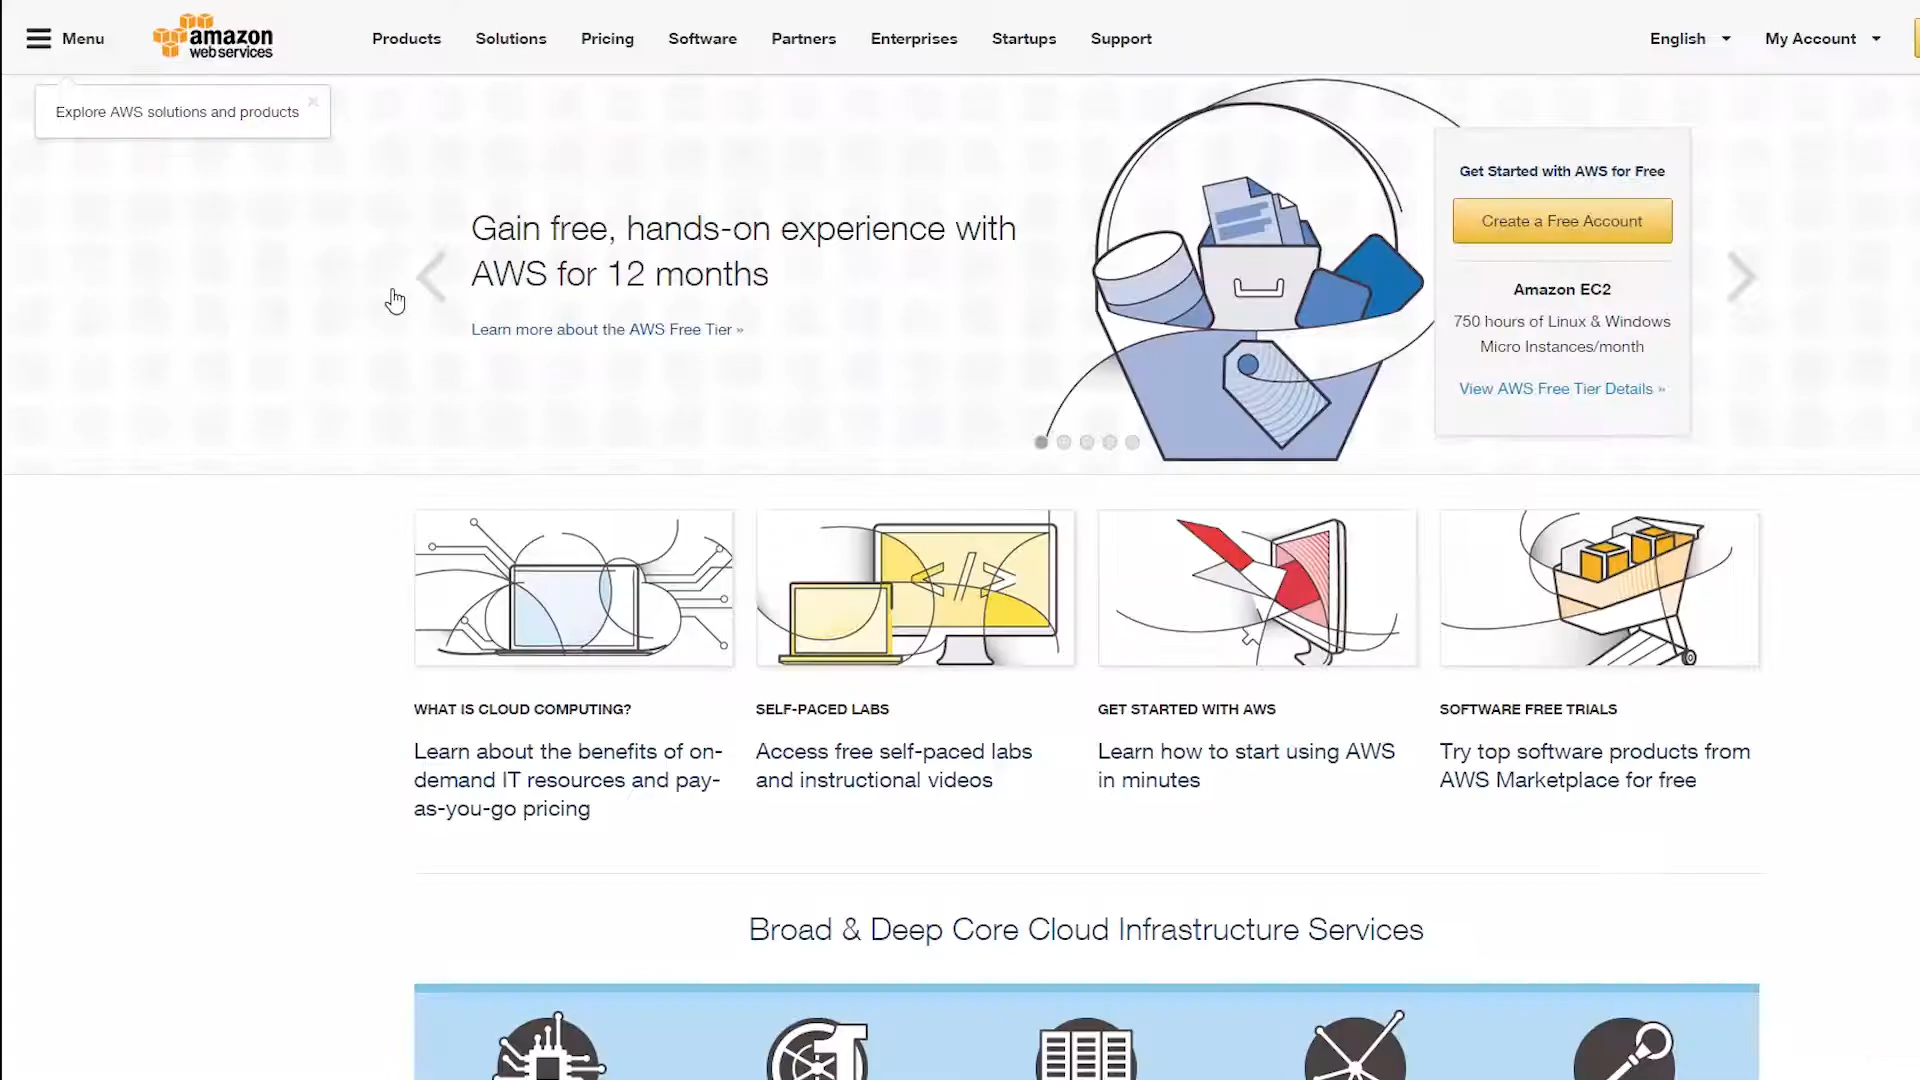 Menu
amazon
webservices
Products
Solutions
Pricing
Software
Partners
Enterprises
Startups
Support
English
My Account
Explore AWS solutions and products
Gain free, hands-on experience with
AWS for 12 months
Learn more about the AWS Free Tier »
Get Started with AWS for Free
Create a Free Account
Amazon EC2
750 hours of Linux & Windows
Micro Instances/month
View AWS Free Tier Details »
</>
WHAT IS CLOUD COMPUTING?
Learn about the benefits of on-
demand IT resources and pay-
as-you-go pricing
SELF-PACED LABS
Access free self-paced labs
and instructional videos
GET STARTED WITH AWS
Learn how to start using AWS
in minutes
SOFTWARE FREE TRIALS
Try top software products from
AWS Marketplace for free
Broad & Deep Core Cloud Infrastructure Services